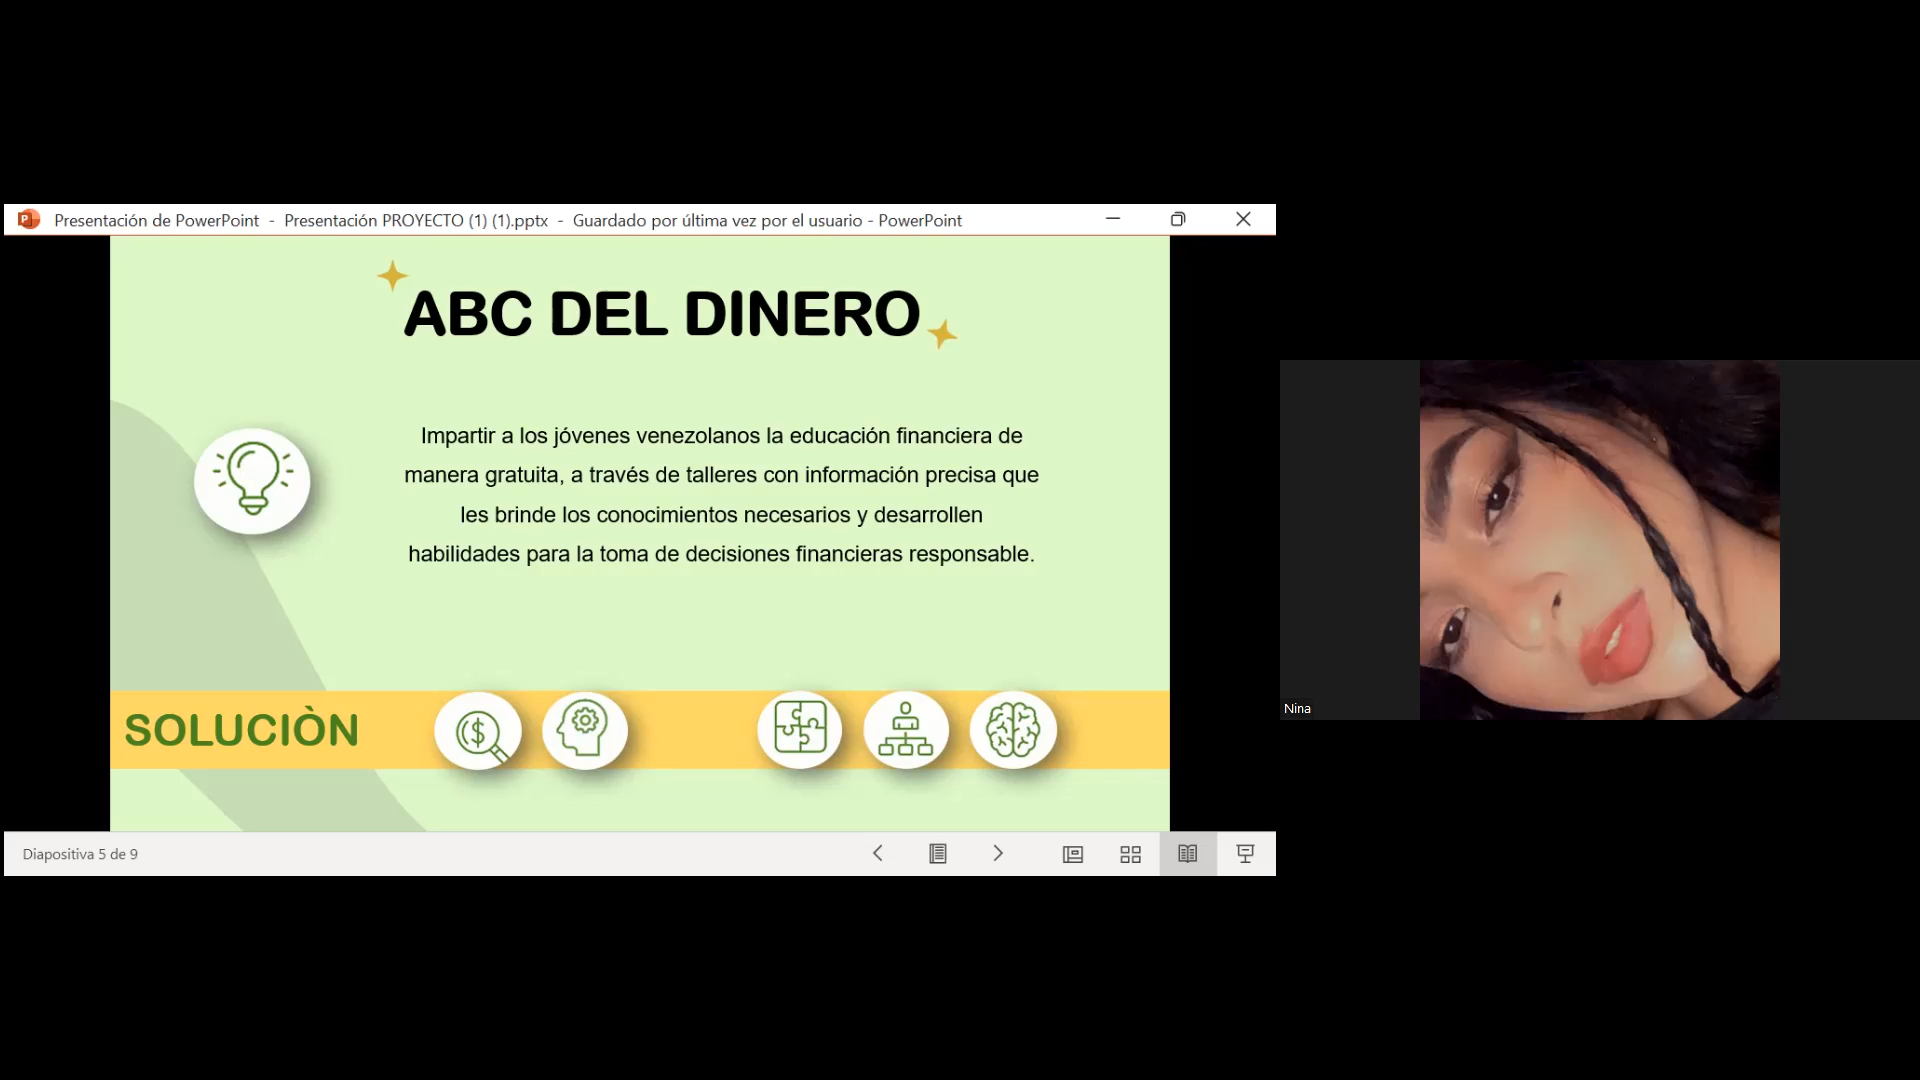 Presentación de PowerPoint - Presentación PROYECTO (1) (1).pptx - Guardado por última vez por el usuario - PowerPoint
ABC DEL DINERO
Impartir a los jóvenes venezolanos la educación financiera de
manera gratuita, a través de talleres con información precisa que
les brinde los conocimientos necesarios y desarrollen
habilidades para la toma de decisiones financieras responsable.
SOLUCIÒN
$
Diapositiva 5 de 9
Nina